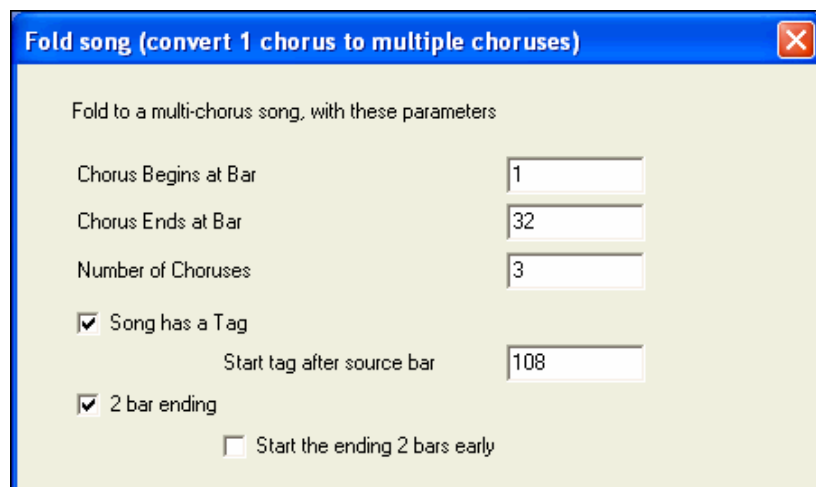 Fold song (convert 1 chorus to multiple choruses)
Fold to a multi-chorus song, with these parameters
Chorus Begins at Bar 1
Chorus Ends at Bar 32
Number of Choruses 3
Song has a Tag
Start tag after source bar 108
2 bar ending
Start the ending 2 bars early